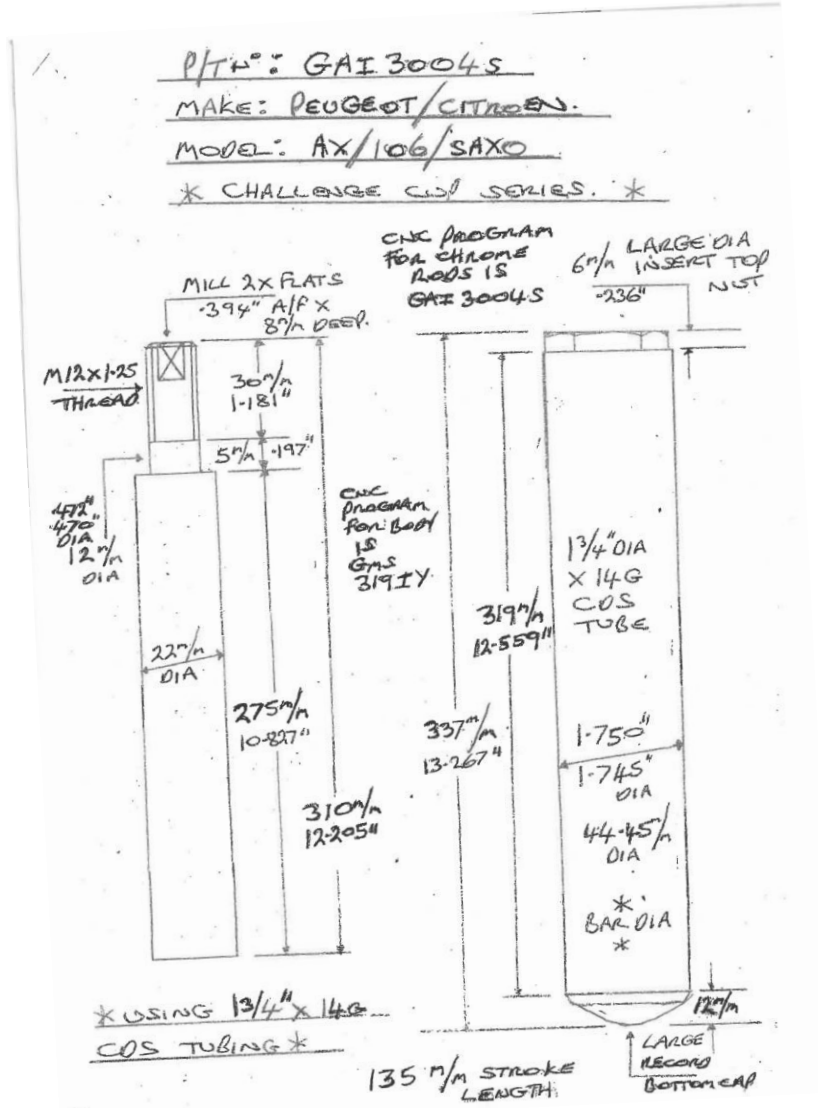 P/T Nº: GAI 3004S
MAKE: PEUGEOT/CITROEN.
MODEL: AX/106/SAXO
* CHALLENGE CUP SERIES. *
CNC PROGRAM
FOR CHROME
RODS IS
GAI 3004S
6m/m LARGE DIA
INSERT TOP
NUT
.236"
MILL 2X FLATS
.394" A/F X
8m/m DEEP.
M12X1.25
THREAD
30m/m
1.181"
5m/m .197"
.472"
.470"
DIA
12m/m
DIA
CNC
PROGRAM
FOR BODY
IS
GMS
319IY
1 3/4" DIA
X 14G
CDS
TUBE
319m/m
12.559"
22m/m
DIA
275m/m
10.827"
337m/m
13.267"
1.750"
1.745"
DIA
310m/m
12.205"
44.45m/m
DIA
*
BAR DIA
*
12m/m
* USING 1 3/4" X 14G
CDS TUBING *
135 m/m STROKE
LENGTH
LARGE
RECORD
BOTTOM CAP